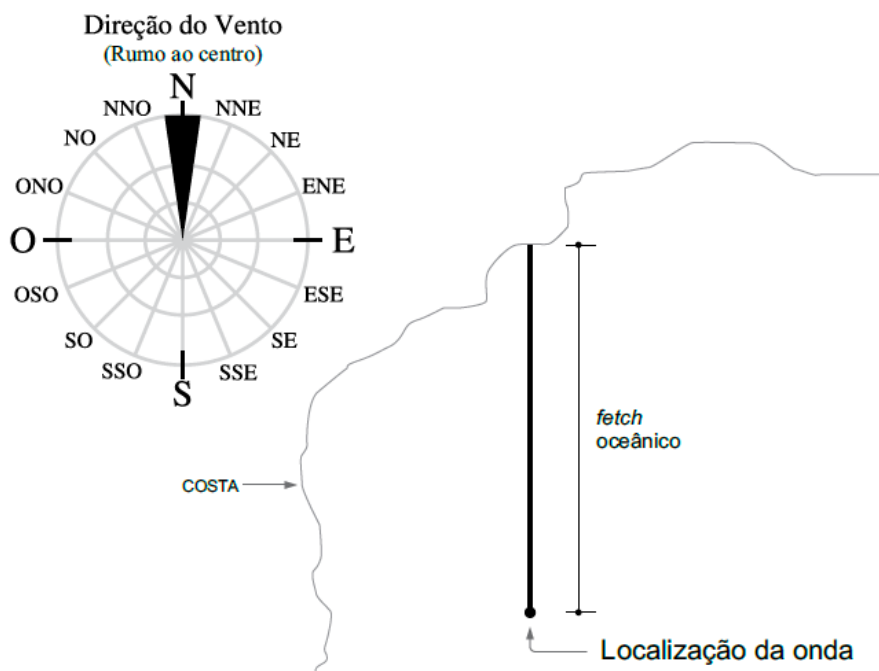 Direção do Vento
(Rumo ao centro)
N
NNO
NNE
NO
NE
ONO
ENE
O
E
OSO
ESE
SO
SE
SSO
SSE
S
fetch
oceânico
COSTA
Localização da onda